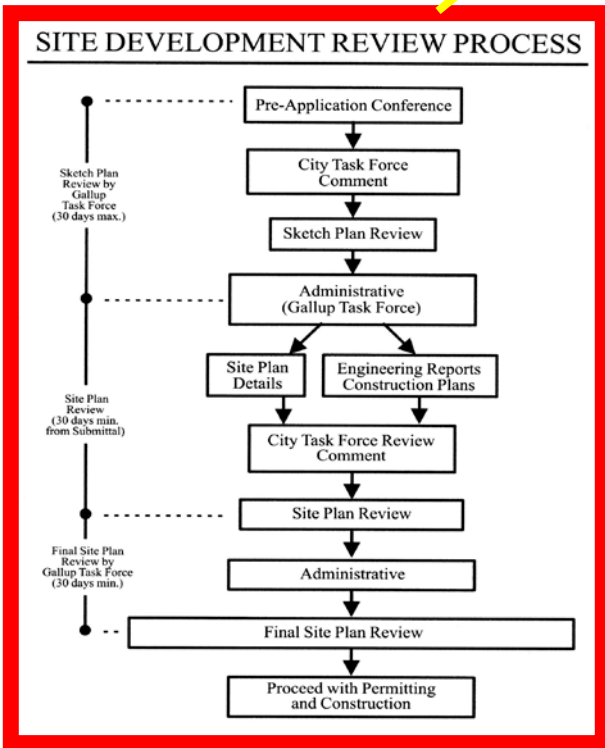 SITE DEVELOPMENT REVIEW PROCESS
Pre-Application Conference
City Task Force
Comment
Sketch Plan
Review by
Gallup
Task Force
(30 days max.)
Sketch Plan Review
Administrative
(Gallup Task Force)
Site Plan
Details
Engineering Reports
Construction Plans
Site Plan
Review
(30 days min.
from Submittal)
City Task Force Review
Comment
Site Plan Review
Final Site Plan
Review by
Gallup Task Force
(30 days min.)
Administrative
Final Site Plan Review
Proceed with Permitting
and Construction